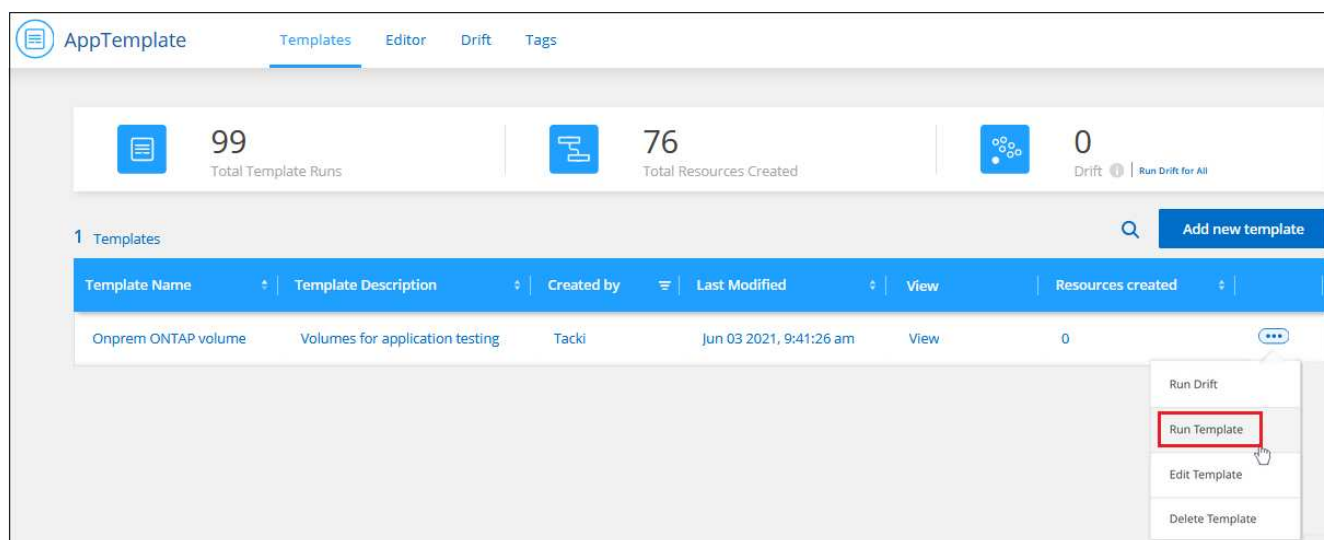 AppTemplate Templates Editor Drift Tags
99 76 0
Total Template Runs Total Resources Created Drift Run Drift for All
1 Templates Add new template
Template Name Template Description Created by Last Modified View Resources created
Onprem ONTAP volume Volumes for application testing Tacki Jun 03 2021, 9:41:26 am View 0
Run Drift
Run Template
Edit Template
Delete Template